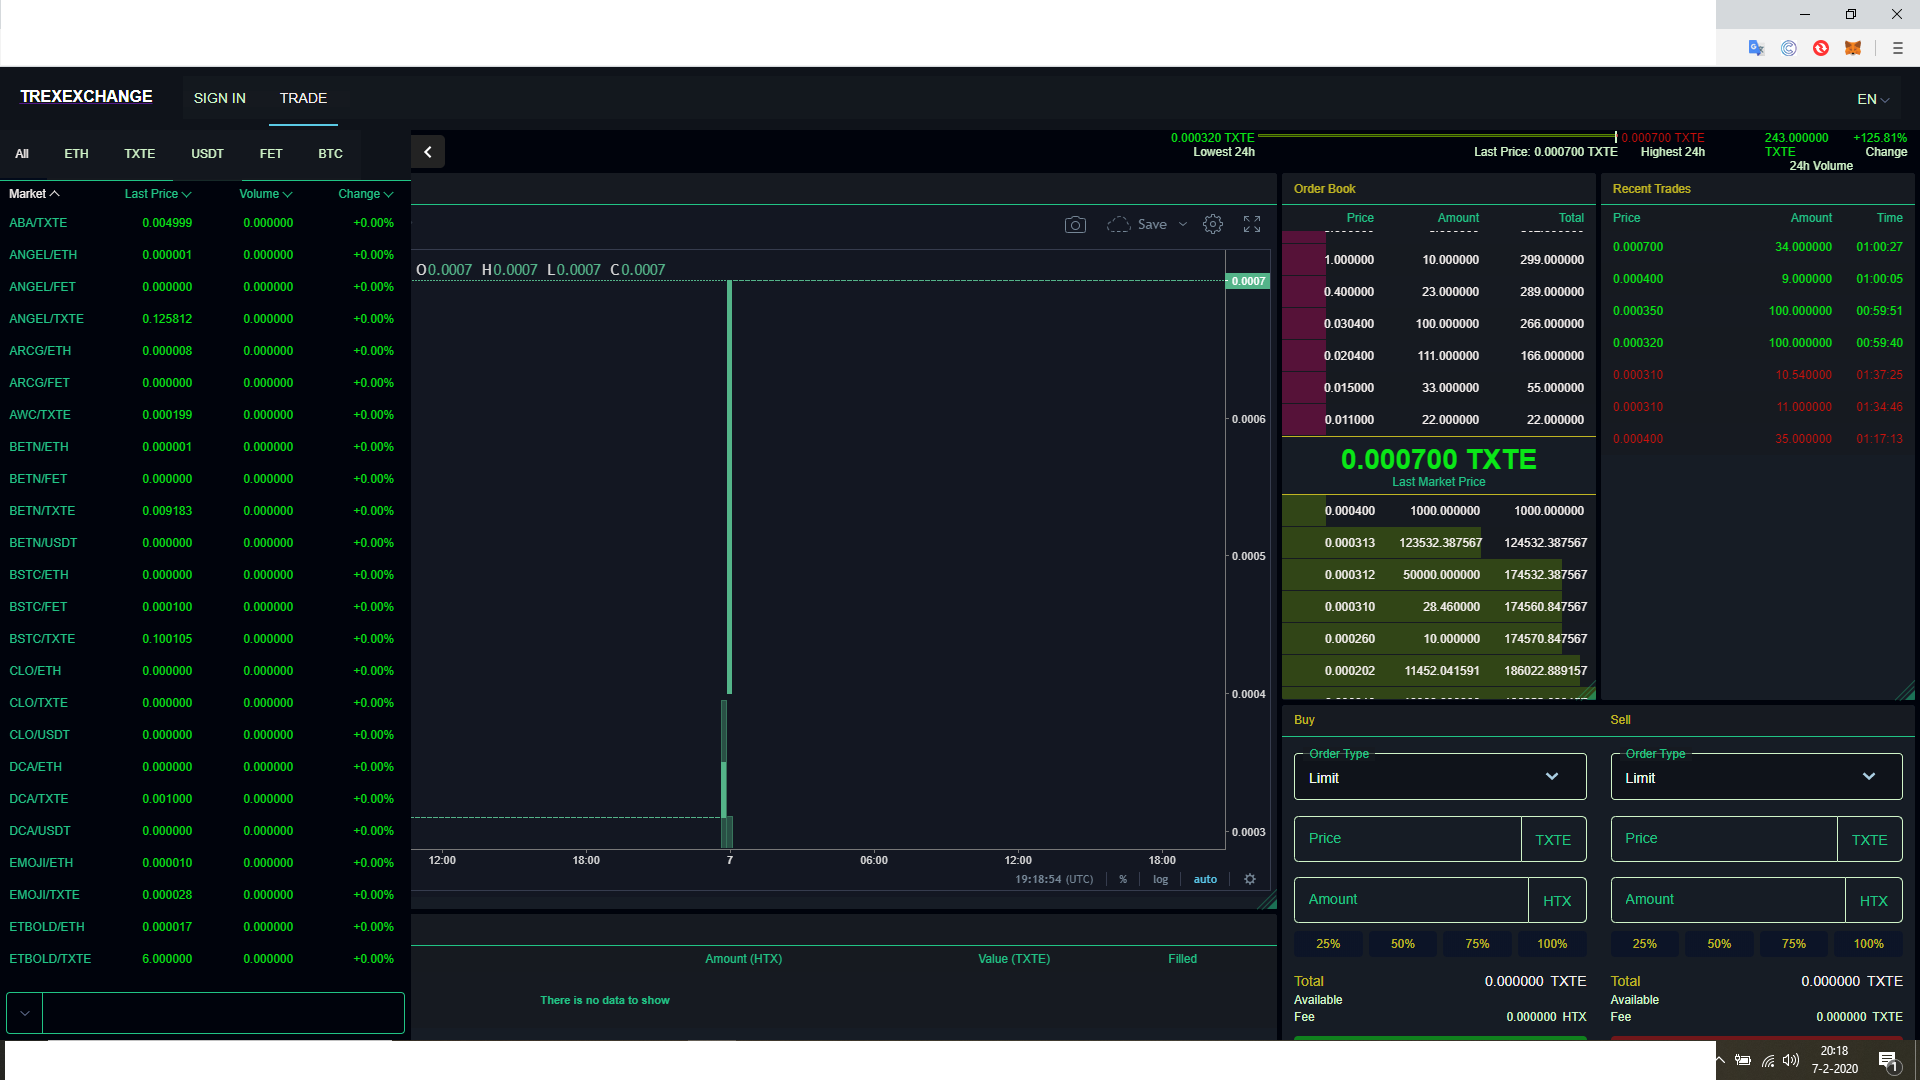 TREXEXCHANGE SIGN IN TRADE EN
All ETH TXTE USDT FET BTC
Market Last Price Volume Change
ABA/TXTE 0.004999 0.000000 +0.00%
ANGEL/ETH 0.000001 0.000000 +0.00%
ANGEL/FET 0.000000 0.000000 +0.00%
ANGEL/TXTE 0.125812 0.000000 +0.00%
ARCG/ETH 0.000008 0.000000 +0.00%
ARCG/FET 0.000000 0.000000 +0.00%
AWC/TXTE 0.000199 0.000000 +0.00%
BETN/ETH 0.000001 0.000000 +0.00%
BETN/FET 0.000000 0.000000 +0.00%
BETN/TXTE 0.009183 0.000000 +0.00%
BETN/USDT 0.000000 0.000000 +0.00%
BSTC/ETH 0.000000 0.000000 +0.00%
BSTC/FET 0.000100 0.000000 +0.00%
BSTC/TXTE 0.100105 0.000000 +0.00%
CLO/ETH 0.000000 0.000000 +0.00%
CLO/TXTE 0.000000 0.000000 +0.00%
CLO/USDT 0.000000 0.000000 +0.00%
DCA/ETH 0.000000 0.000000 +0.00%
DCA/TXTE 0.001000 0.000000 +0.00%
DCA/USDT 0.000000 0.000000 +0.00%
EMOJI/ETH 0.000010 0.000000 +0.00%
EMOJI/TXTE 0.000028 0.000000 +0.00%
ETBOLD/ETH 0.000017 0.000000 +0.00%
ETBOLD/TXTE 6.000000 0.000000 +0.00%
0.000320 TXTE 0.000700 TXTE 243.000000 +125.81%
Lowest 24h Last Price: 0.000700 TXTE Highest 24h TXTE Change
24h Volume
Save
O0.0007 H0.0007 L0.0007 C0.0007
0.0007
0.0006
0.0005
0.0004
0.0003
12:00 18:00 7 06:00 12:00 18:00
19:18:54 (UTC) % log auto
Amount (HTX) Value (TXTE) Filled
There is no data to show
Order Book
Price Amount Total
1.000000 10.000000 299.000000
0.400000 23.000000 289.000000
0.030400 100.000000 266.000000
0.020400 111.000000 166.000000
0.015000 33.000000 55.000000
0.011000 22.000000 22.000000
0.000700 TXTE
Last Market Price
0.000400 1000.000000 1000.000000
0.000313 123532.387567 124532.387567
0.000312 50000.000000 174532.387567
0.000310 28.460000 174560.847567
0.000260 10.000000 174570.847567
0.000202 11452.041591 186022.889157
Recent Trades
Price Amount Time
0.000700 34.000000 01:00:27
0.000400 9.000000 01:00:05
0.000350 100.000000 00:59:51
0.000320 100.000000 00:59:40
0.000310 10.540000 01:37:25
0.000310 11.000000 01:34:46
0.000400 35.000000 01:17:13
Buy
Order Type
Limit
Price TXTE
Amount HTX
25% 50% 75% 100%
Total 0.000000 TXTE
Available
Fee 0.000000 HTX
Sell
Order Type
Limit
Price TXTE
Amount HTX
25% 50% 75% 100%
Total 0.000000 TXTE
Available
Fee 0.000000 TXTE
20:18
7-2-2020
1